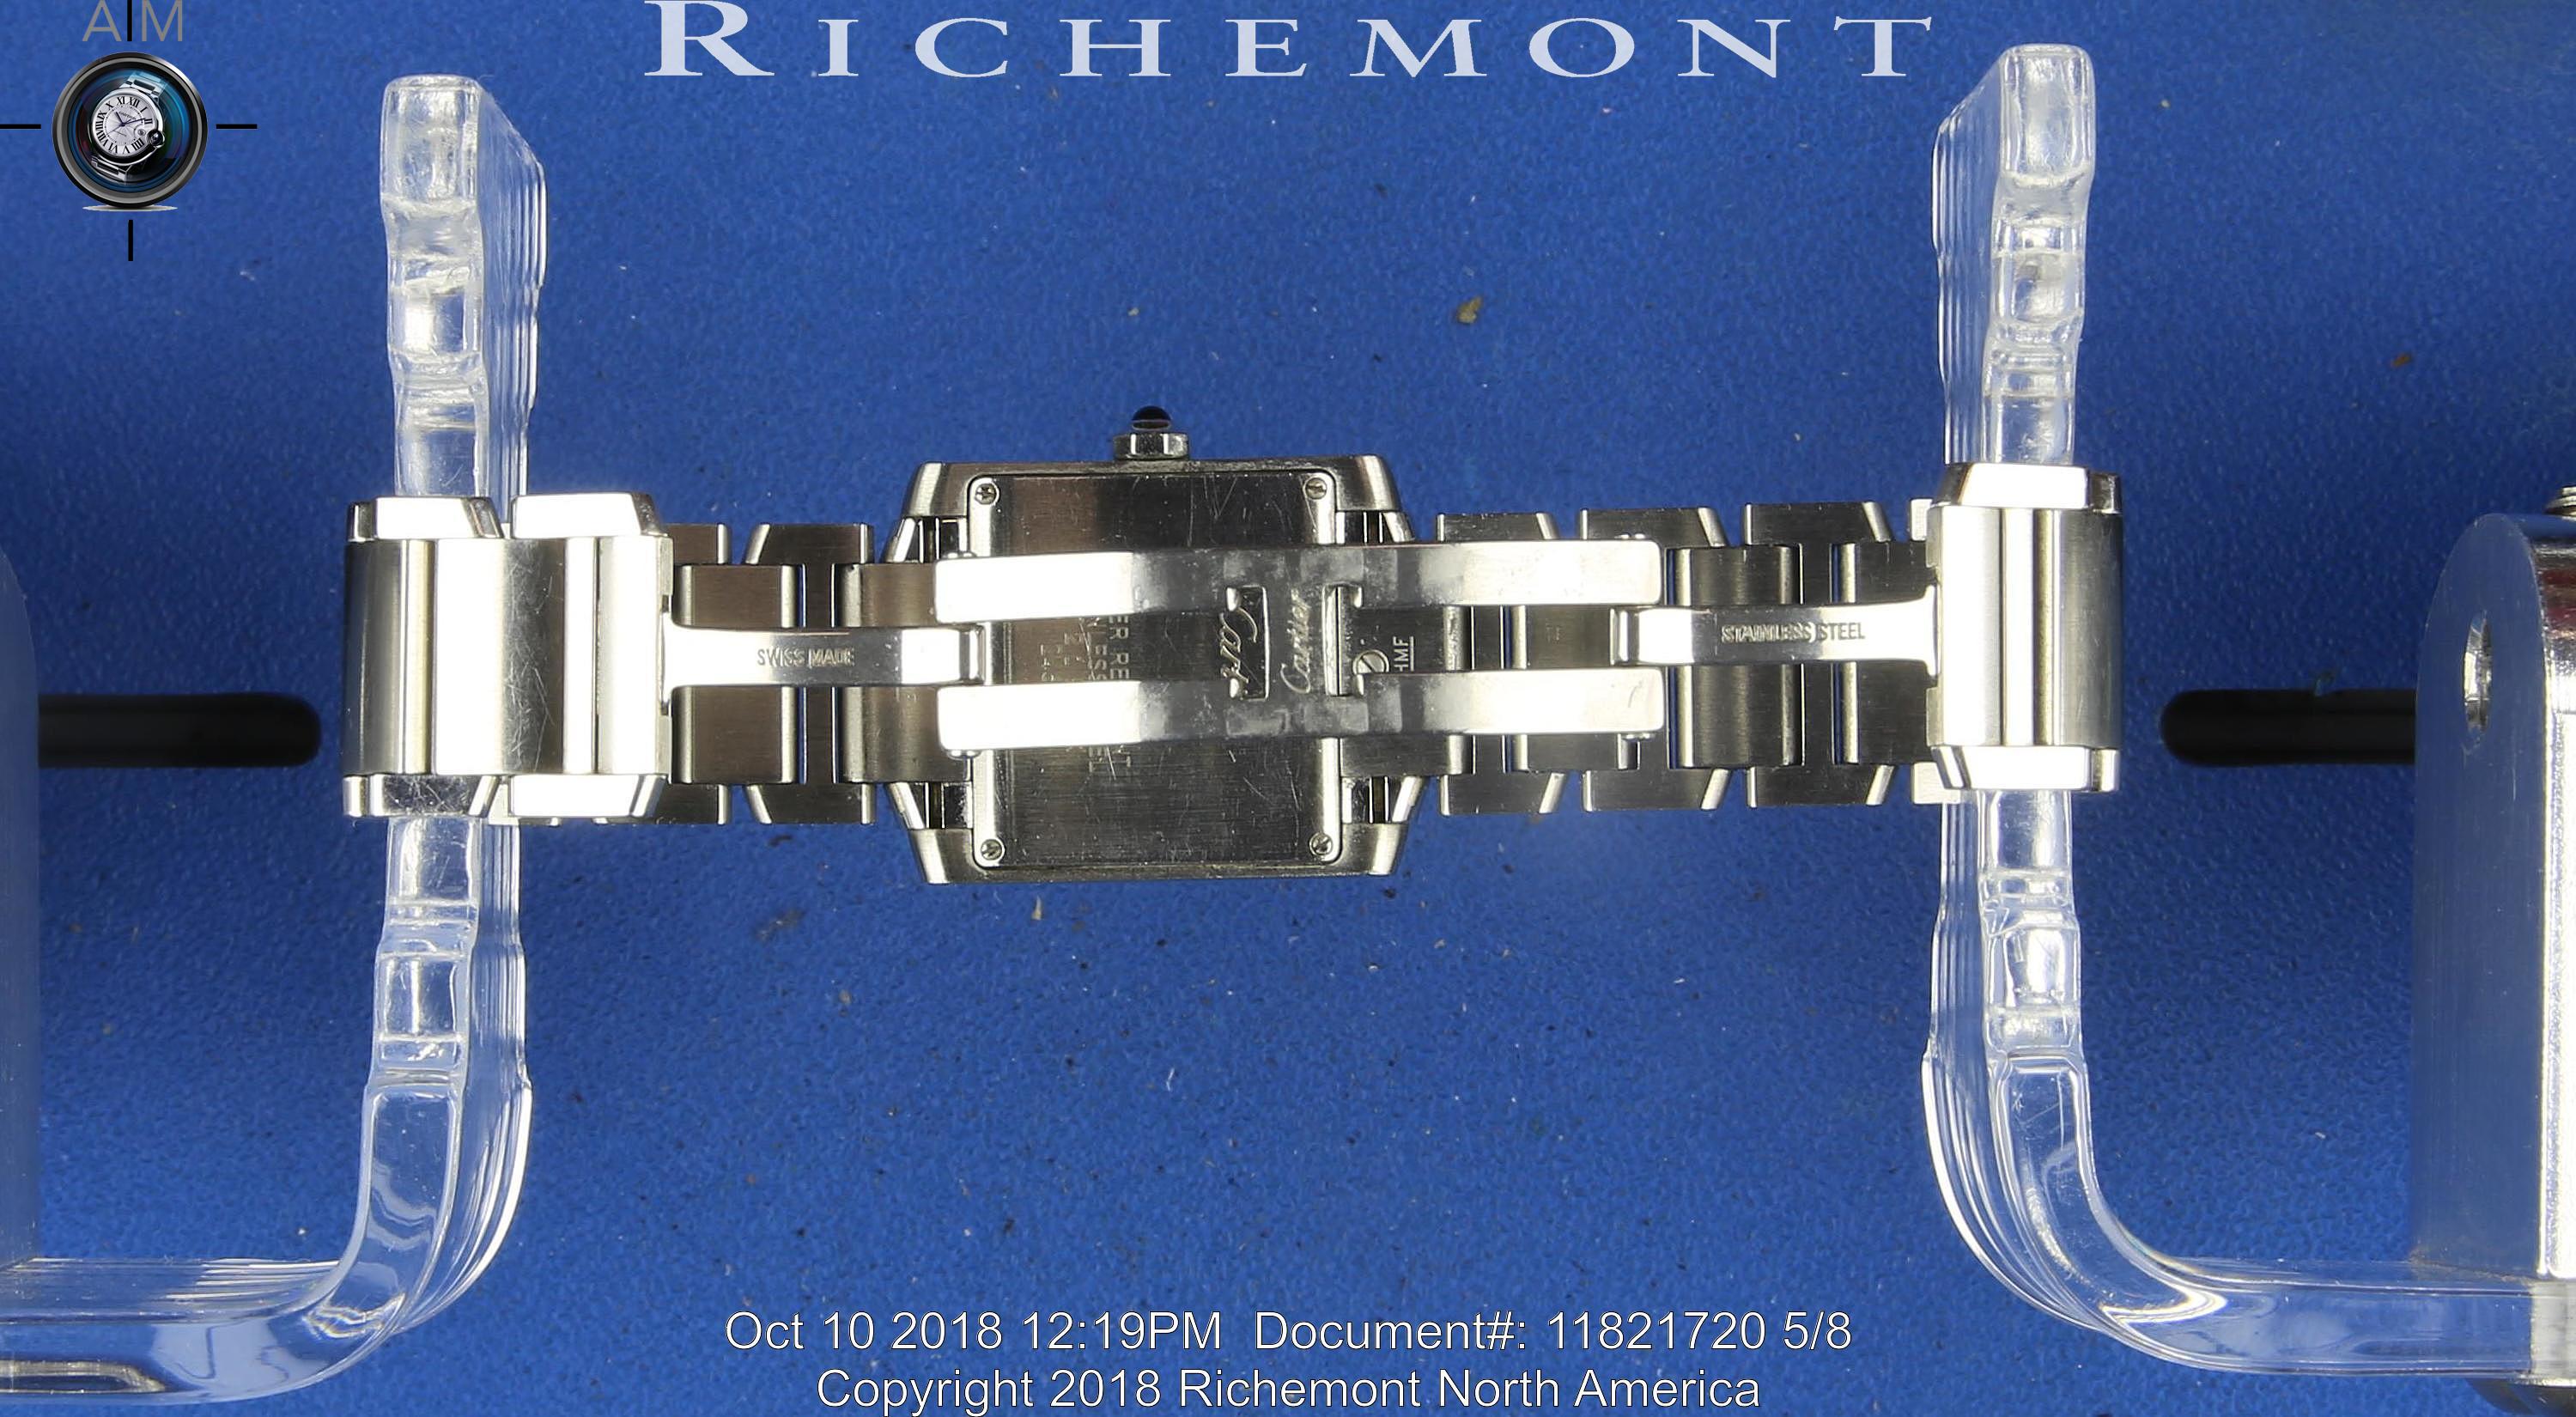 AM
RICHEMONT
SWISS MADE
Cartier
STAINLESS STEEL
HMF
Oct 10 2018 12:19PM Document#: 11821720 5/8
Copyright 2018 Richemont North America